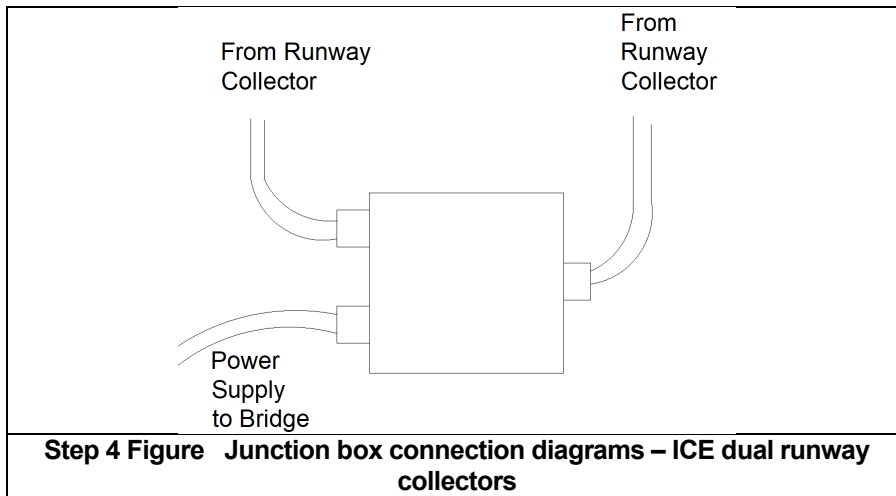 From Runway
Collector
From
Runway
Collector
Power
Supply
to Bridge
Step 4 Figure   Junction box connection diagrams – ICE dual runway
collectors